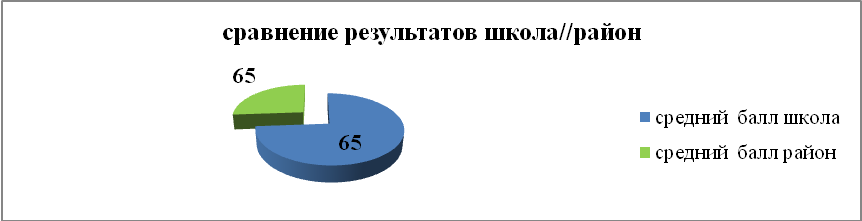 сравнение результатов школа//район
65
65
средний балл школа
средний балл район